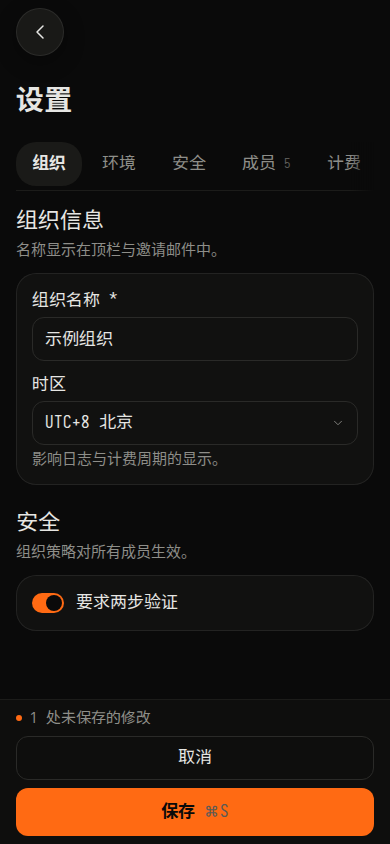 设置
组织 环境 安全 成员 5 计费
组织信息
名称显示在顶栏与邀请邮件中。
组织名称 *
示例组织
时区
UTC+8 北京
影响日志与计费周期的显示。
安全
组织策略对所有成员生效。
要求两步验证
1 处未保存的修改
取消
保存 ⌘S